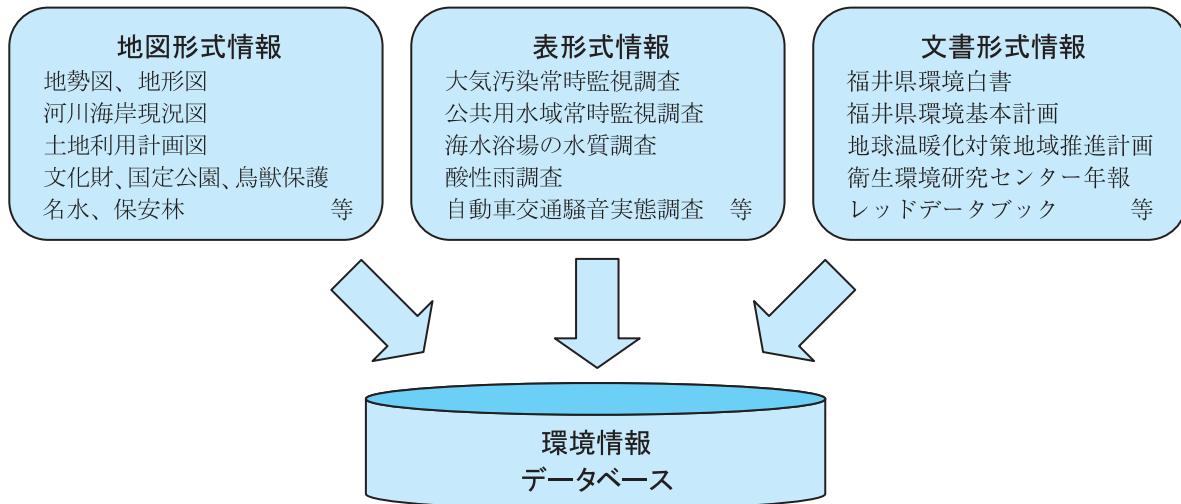 地図形式情報
地勢図、地形図
河川海岸現況図
土地利用計画図
文化財、国定公園、鳥獣保護
名水、保安林　等
表形式情報
大気汚染常時監視調査
公共用水域常時監視調査
海水浴場の水質調査
酸性雨調査
自動車交通騒音実態調査　等
文書形式情報
福井県環境白書
福井県環境基本計画
地球温暖化対策地域推進計画
衛生環境研究センター年報
レッドデータブック　等
環境情報
データベース